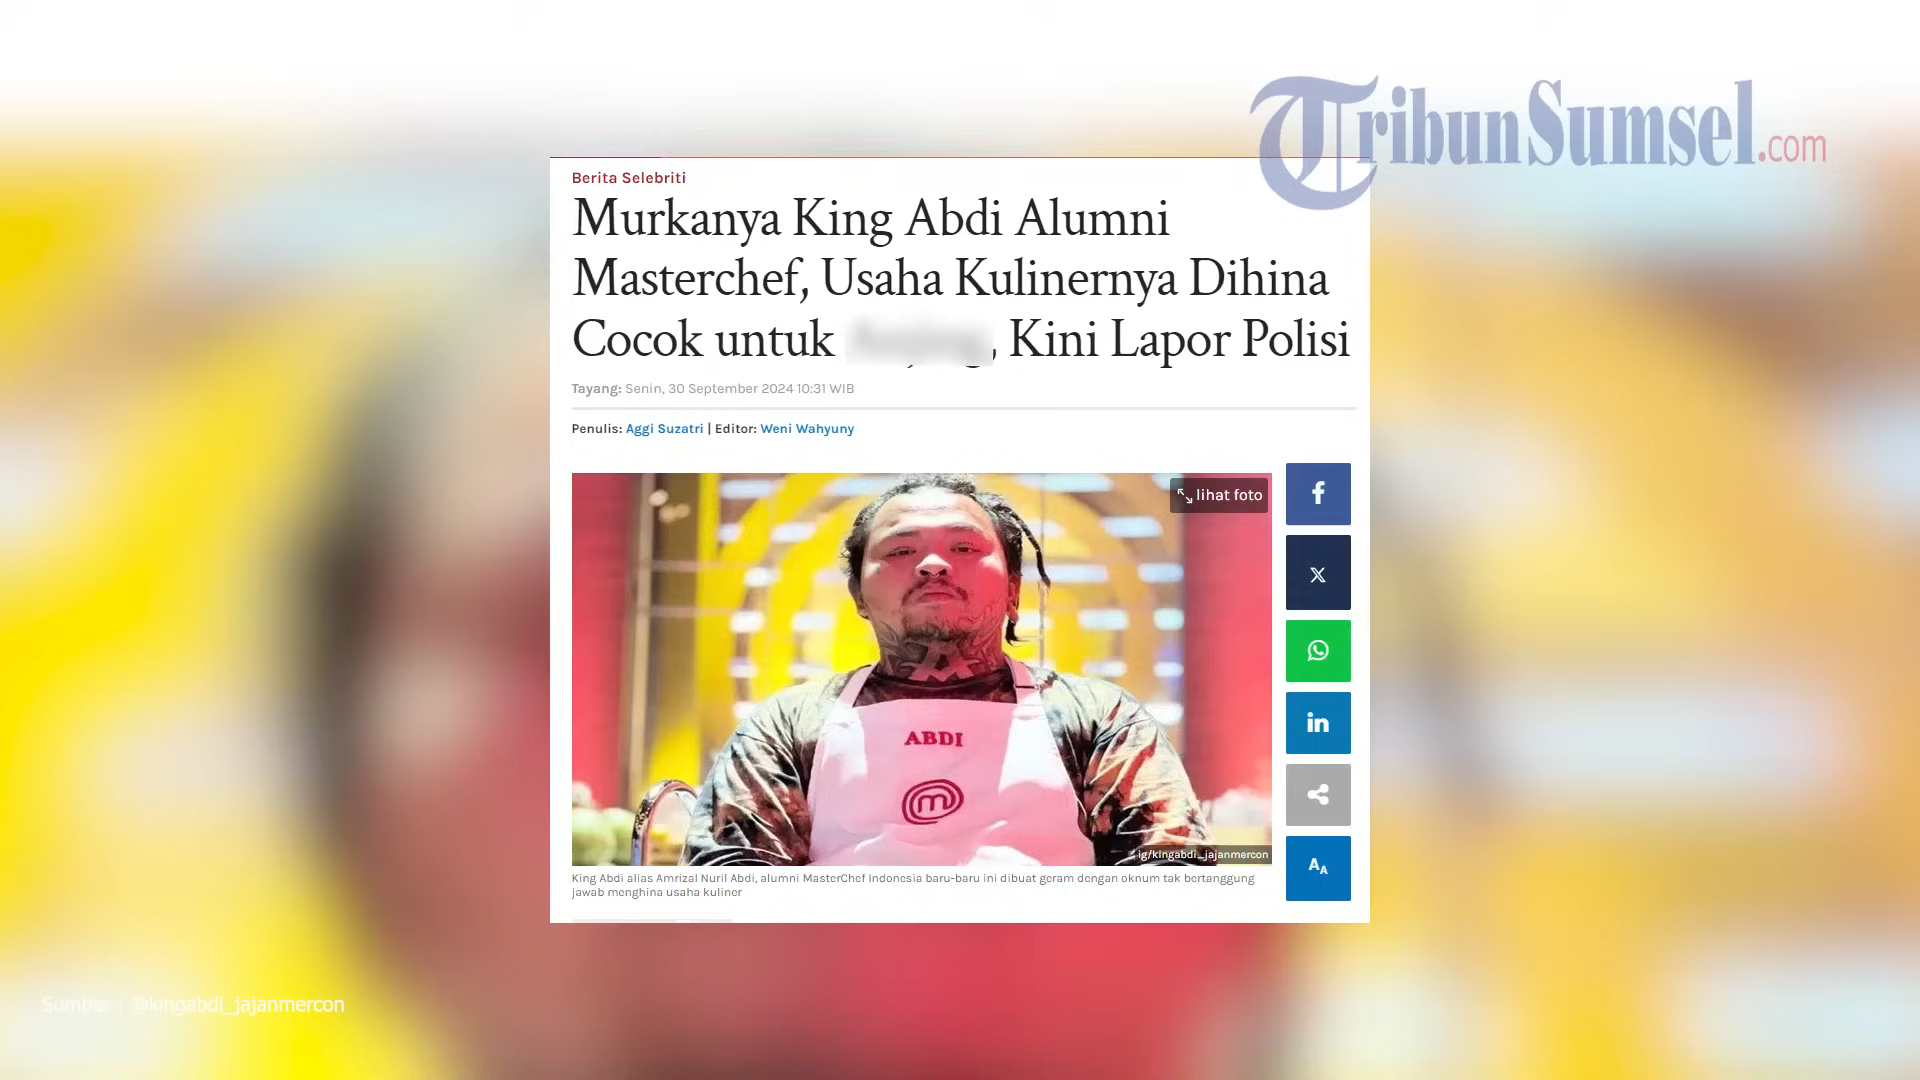 TribunSumsel.com
Berita Selebriti
Murkanya King Abdi Alumni
Masterchef, Usaha Kulinernya Dihina
Cocok untuk , Kini Lapor Polisi
Tayang: Senin, 30 September 2024 10:31 WIB
Penulis: Aggi Suzatri | Editor: Weni Wahyuny
lihat foto
ABDI
ig/kingabdi_jajanmercon
King Abdi alias Amrizal Nuril Abdi, alumni MasterChef Indonesia baru-baru ini dibuat geram dengan oknum tak bertanggung
jawab menghina usaha kuliner
Sumber : @kingabdi_jajanmercon